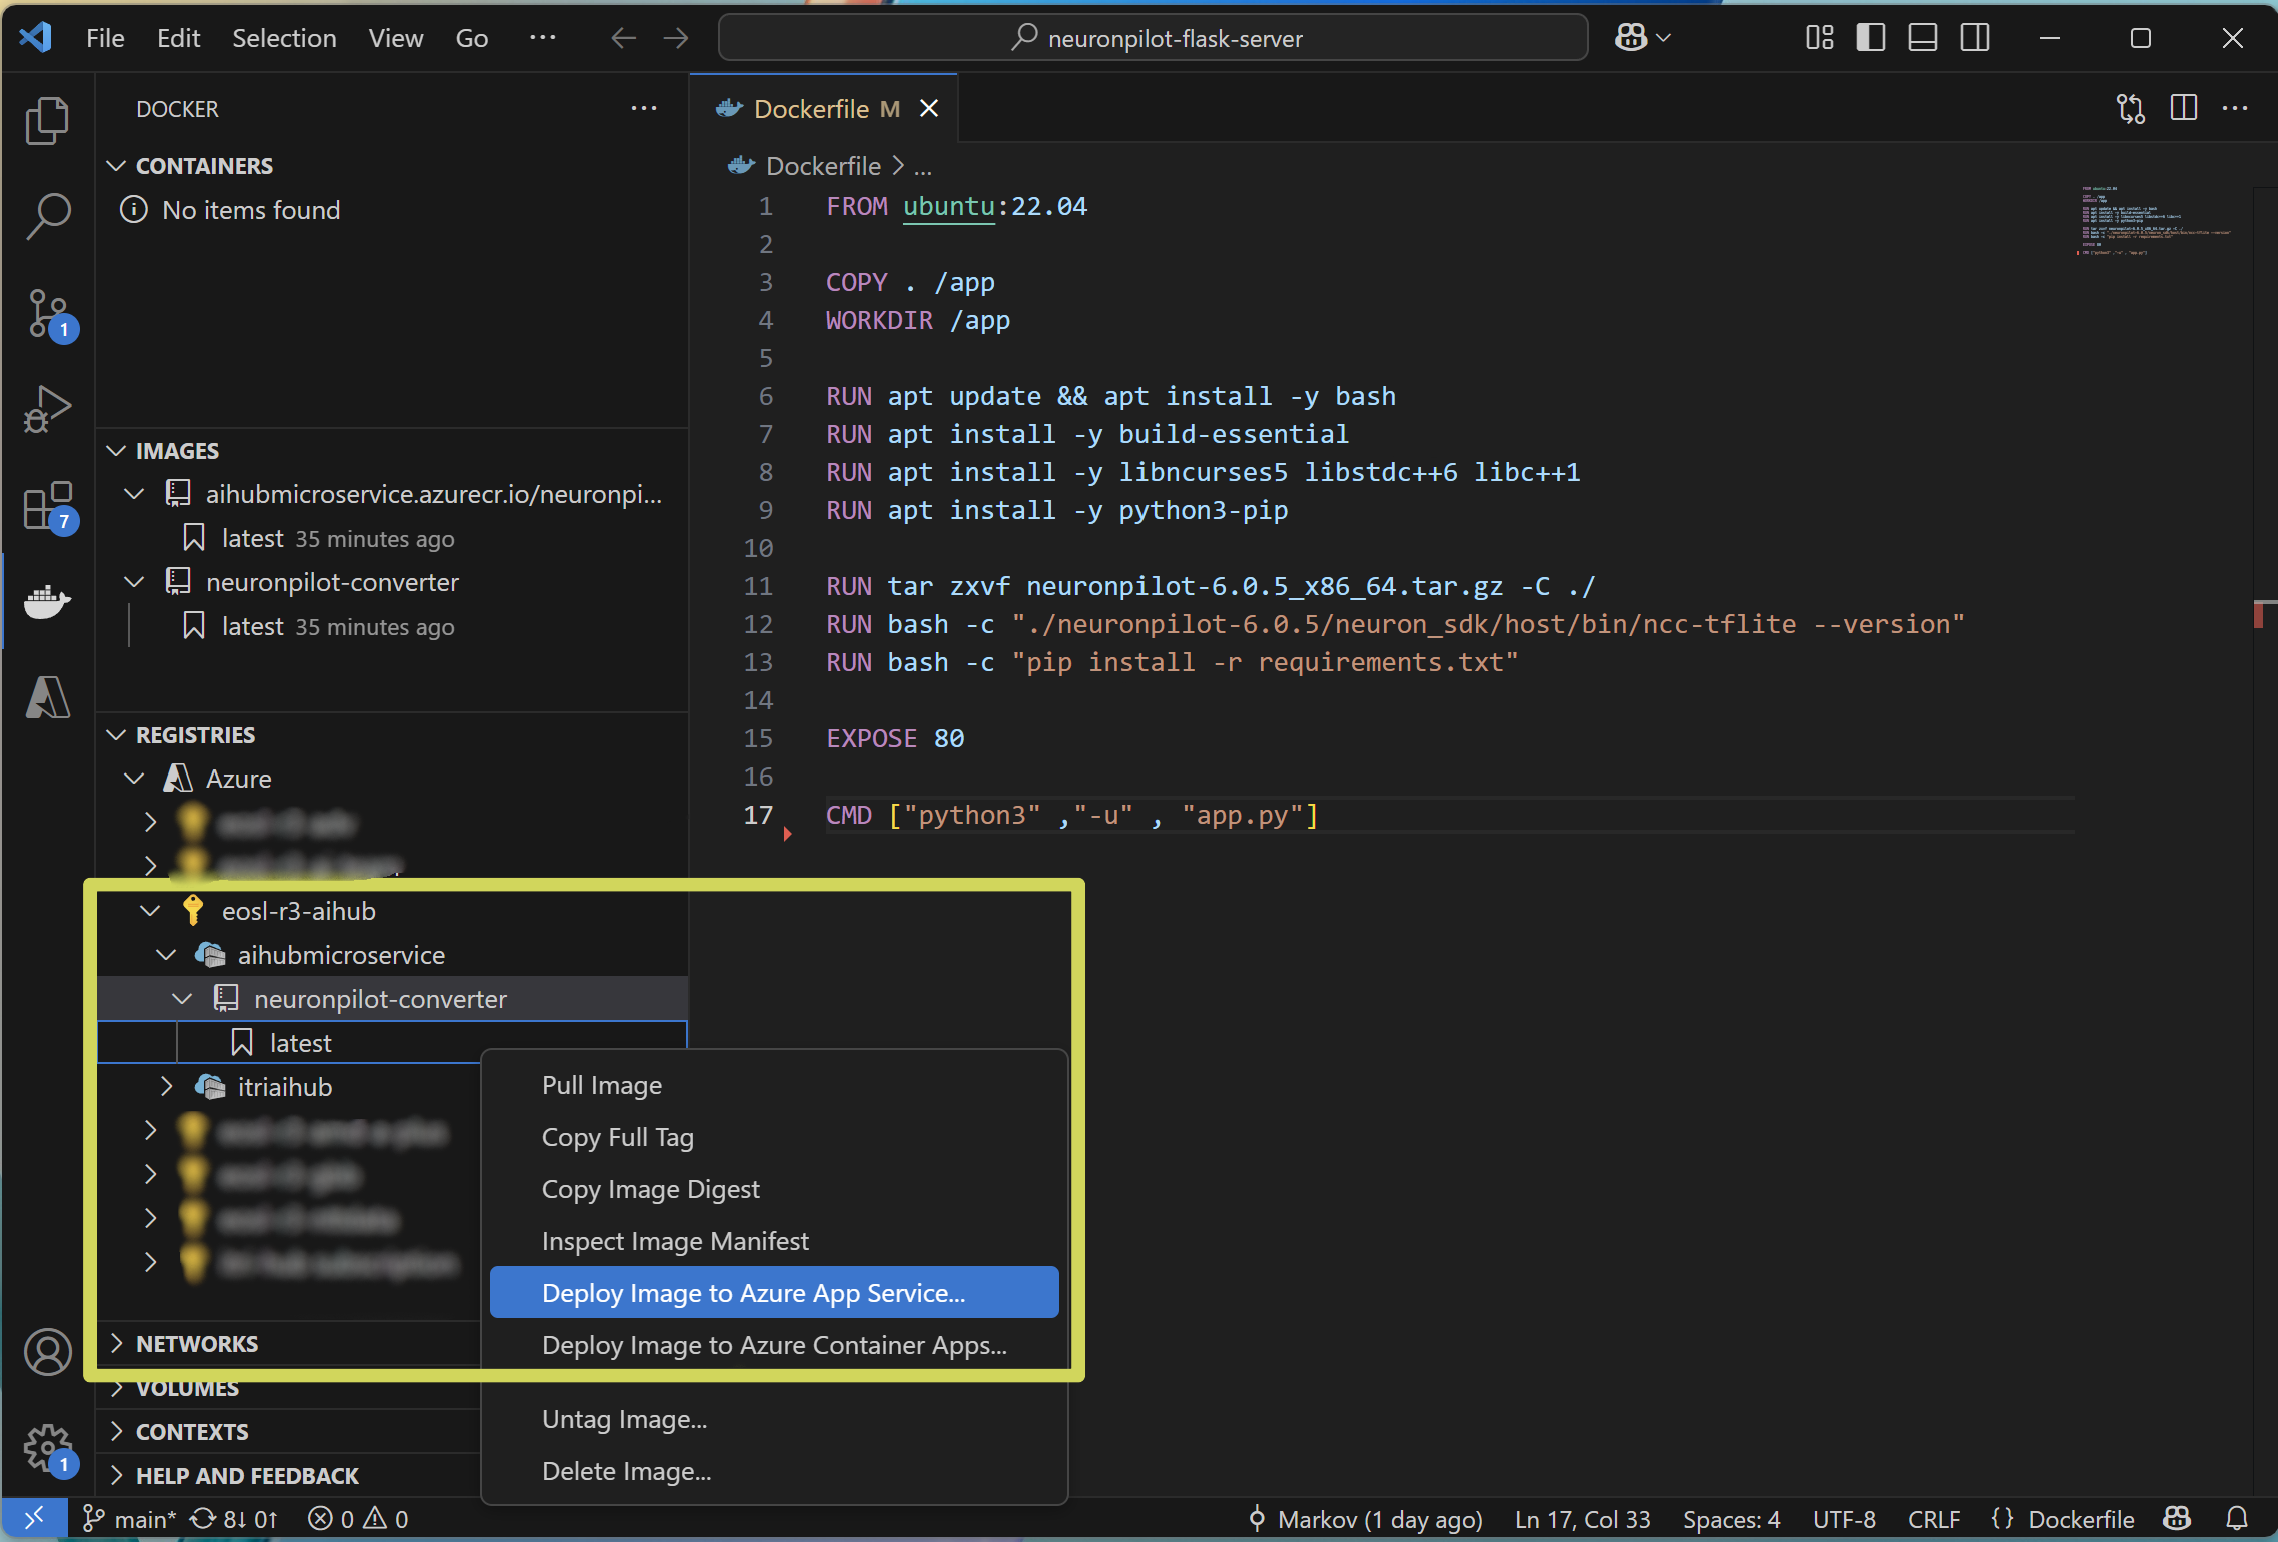 File Edit Selection View Go ··· neuronpilot-flask-server
DOCKER ···
CONTAINERS
No items found
1
7
IMAGES
aihubmicroservice.azurecr.io/neuronpi...
latest 35 minutes ago
neuronpilot-converter
latest 35 minutes ago
REGISTRIES
Azure
eosl-r3-aihub
aihubmicroservice
neuronpilot-converter
latest
itriaihub
NETWORKS
VOLUMES
CONTEXTS
HELP AND FEEDBACK
1
Dockerfile M
Dockerfile > ...
1 FROM ubuntu:22.04
2
3 COPY . /app
4 WORKDIR /app
5
6 RUN apt update && apt install -y bash
7 RUN apt install -y build-essential
8 RUN apt install -y libncurses5 libstdc++6 libc++1
9 RUN apt install -y python3-pip
10
11 RUN tar zxvf neuronpilot-6.0.5_x86_64.tar.gz -C ./
12 RUN bash -c "./neuronpilot-6.0.5/neuron_sdk/host/bin/ncc-tflite --version"
13 RUN bash -c "pip install -r requirements.txt"
14
15 EXPOSE 80
16
17 CMD ["python3" ,"-u" , "app.py"]
Pull Image
Copy Full Tag
Copy Image Digest
Inspect Image Manifest
Deploy Image to Azure App Service...
Deploy Image to Azure Container Apps...
Untag Image...
Delete Image...
main* 8↓ 0↑ 0 0 Markov (1 day ago) Ln 17, Col 33 Spaces: 4 UTF-8 CRLF {} Dockerfile